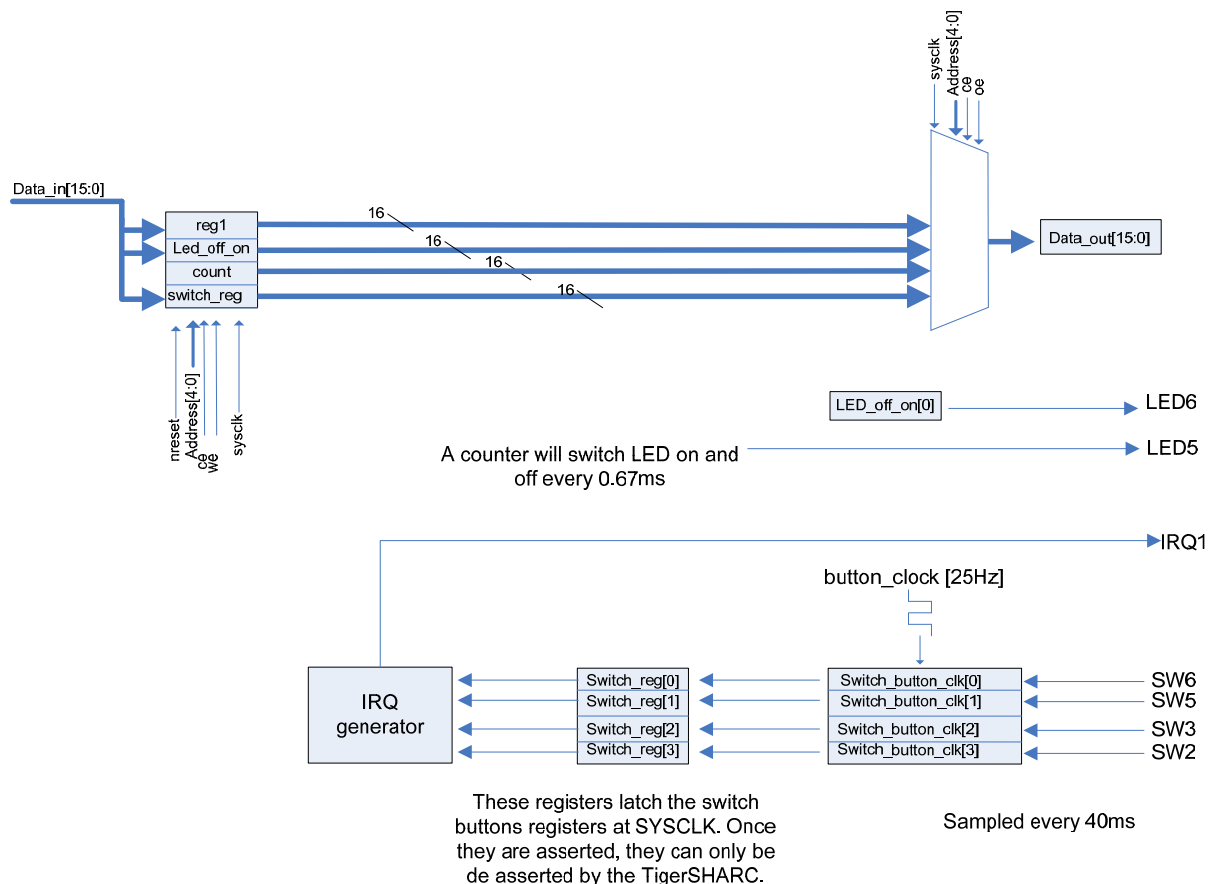 sysclk
Address[4:0]
ce
oe
Data_in[15:0]
reg1
Led_off_on
count
switch_reg
16
16
16
16
Data_out[15:0]
nreset
Address[4:0]
ce
we
sysclk
LED_off_on[0]
LED6
A counter will switch LED on and
off every 0.67ms
LED5
IRQ1
button_clock [25Hz]
IRQ
generator
Switch_reg[0]
Switch_reg[1]
Switch_reg[2]
Switch_reg[3]
Switch_button_clk[0]
Switch_button_clk[1]
Switch_button_clk[2]
Switch_button_clk[3]
SW6
SW5
SW3
SW2
These registers latch the switch
buttons registers at SYSCLK. Once
they are asserted, they can only be
de asserted by the TigerSHARC.
Sampled every 40ms